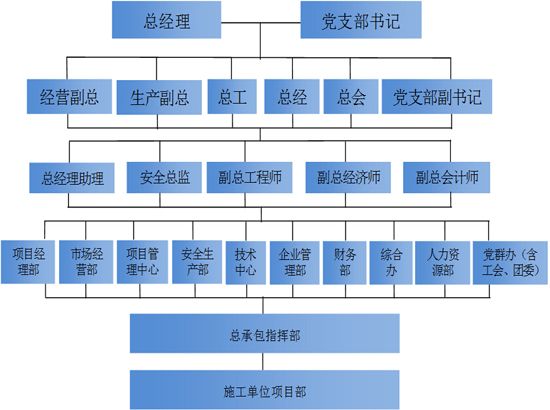 总经理
党支部书记
经营副总
生产副总
总工
总经
总会
党支部副书记
总经理助理
安全总监
副总工程师
副总经济师
副总会计师
项目经
理部
市场经
营部
项目管
理中心
安全生
产部
技术
中心
企业管
理部
财务
部
综合
办
人力资
源部
党群办（含
工会、团委）
总承包指挥部
施工单位项目部